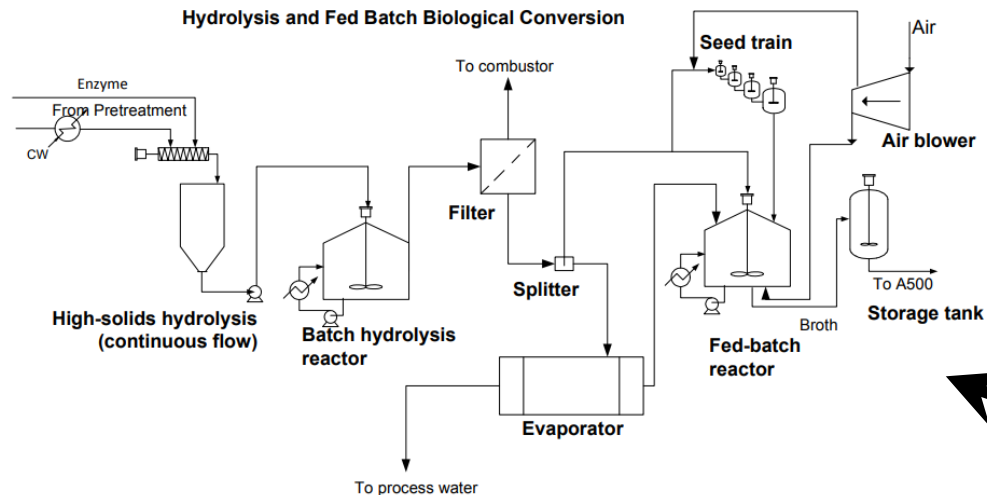 Hydrolysis and Fed Batch Biological Conversion
Seed train
Air
To combustor
Enzyme
From Pretreatment
CW
Air blower
Filter
Splitter
To A500
High-solids hydrolysis
(continuous flow)
Batch hydrolysis
reactor
Broth
Storage tank
Fed-batch
reactor
Evaporator
To process water